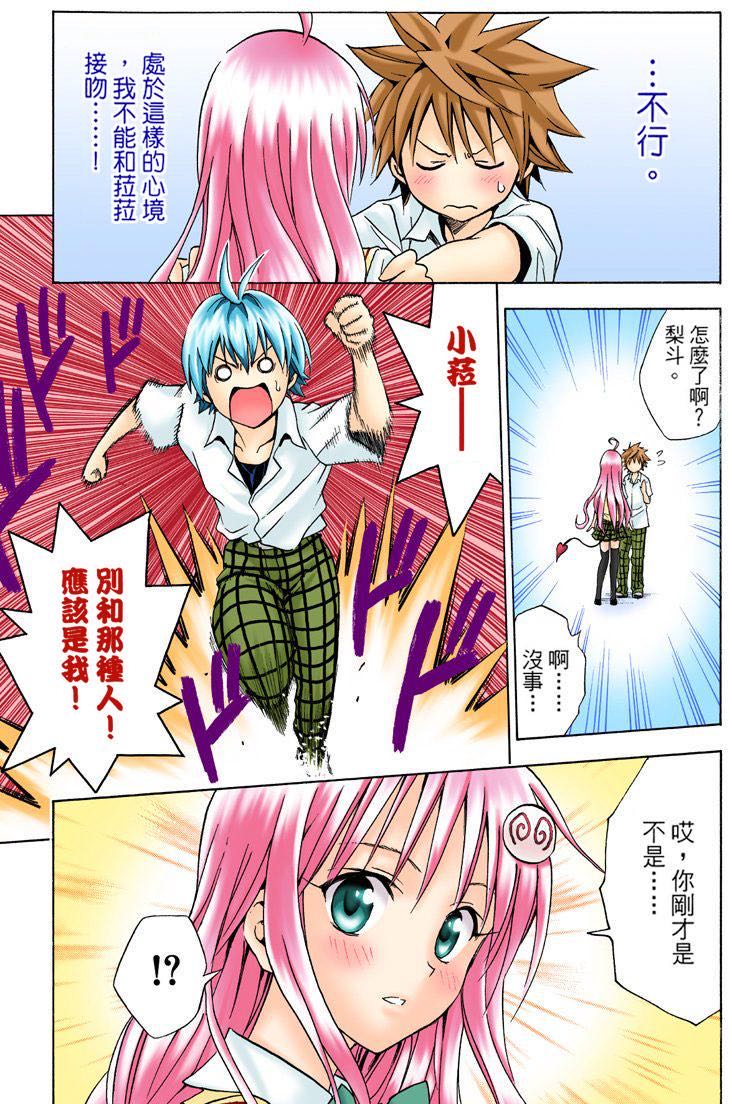 …不行。
處於這樣的心境
，我不能和菈菈
接吻……！
怎麼了啊？
梨斗。
啊……
沒事…
小菈——
別和那種人！
應該是我！
ドドドドド
哎，你剛才是
不是……
!?